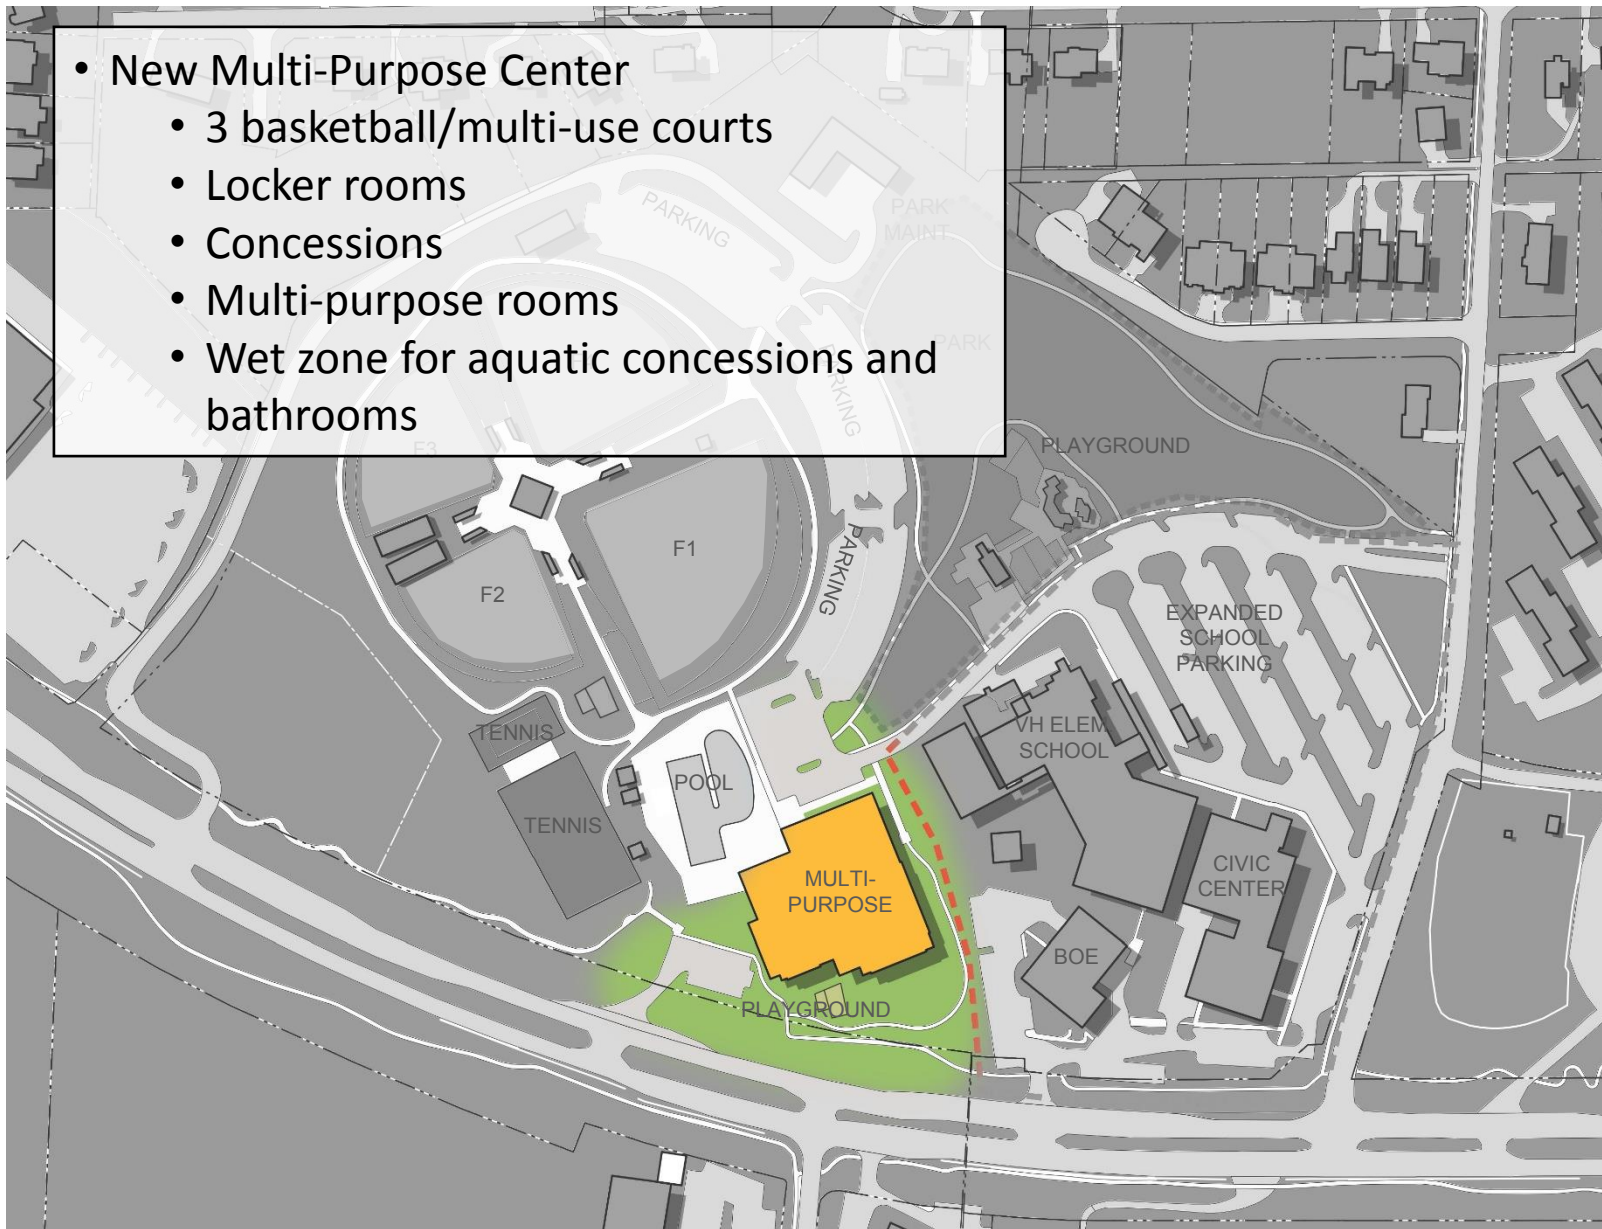 • New Multi-Purpose Center
• 3 basketball/multi-use courts
• Locker rooms
• Concessions
• Multi-purpose rooms
• Wet zone for aquatic concessions and
bathrooms
PARKING
PARK
MAINT
PARK
PARKING
F3
PLAYGROUND
PARKING
F1
F2
EXPANDED
SCHOOL
PARKING
TENNIS
VH ELEM.
SCHOOL
POOL
TENNIS
MULTI-
PURPOSE
CIVIC
CENTER
BOE
PLAYGROUND